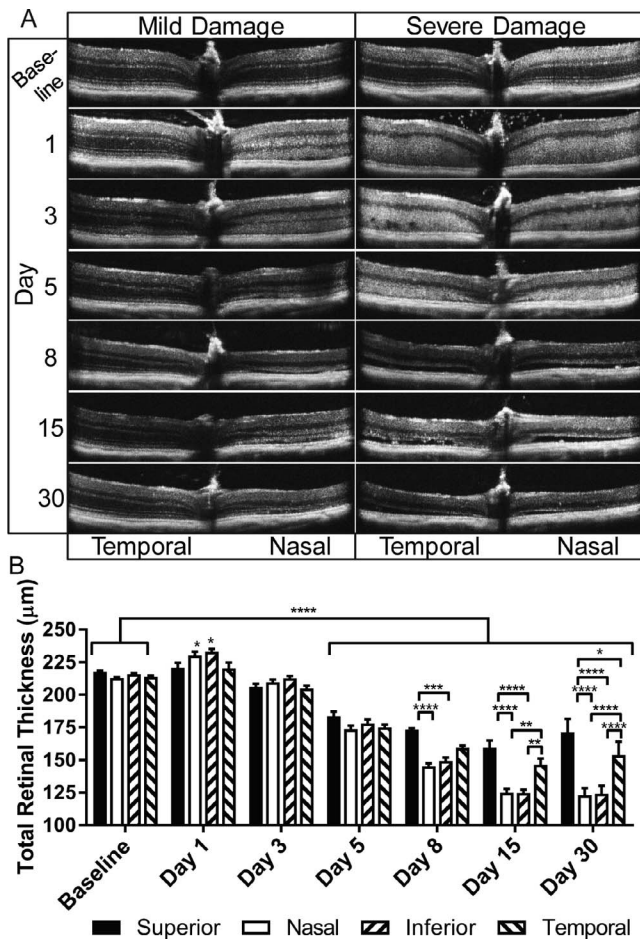 A
Mild Damage
Severe Damage
Base-
line
1
3
Day
5
8
15
30
Temporal
Nasal
Temporal
Nasal
B
Total Retinal Thickness (μm)
250
225
200
175
150
125
100
****
*
*
***
****
****
****
**
**
*
****
****
****
****
Baseline
Day 1
Day 3
Day 5
Day 8
Day 15
Day 30
Superior
Nasal
Inferior
Temporal